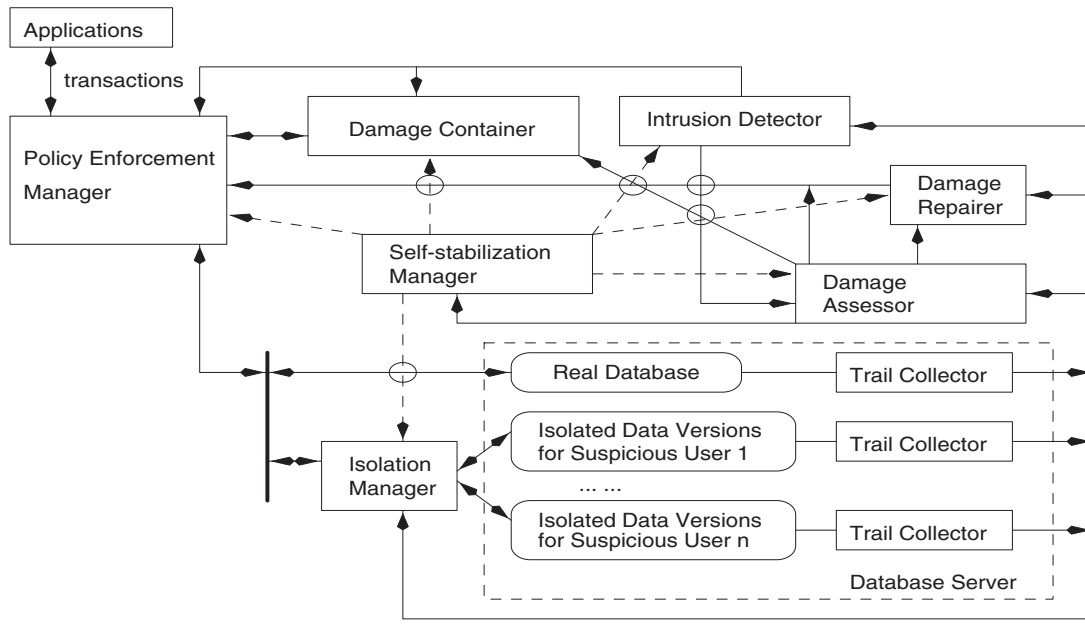 Applications
transactions
Policy Enforcement
Manager
Damage Container
Intrusion Detector
Damage
Repairer
Self-stabilization
Manager
Damage
Assessor
Real Database
Trail Collector
Isolated Data Versions
for Suspicious User 1
Trail Collector
Isolation
Manager
... ...
Isolated Data Versions
for Suspicious User n
Trail Collector
Database Server